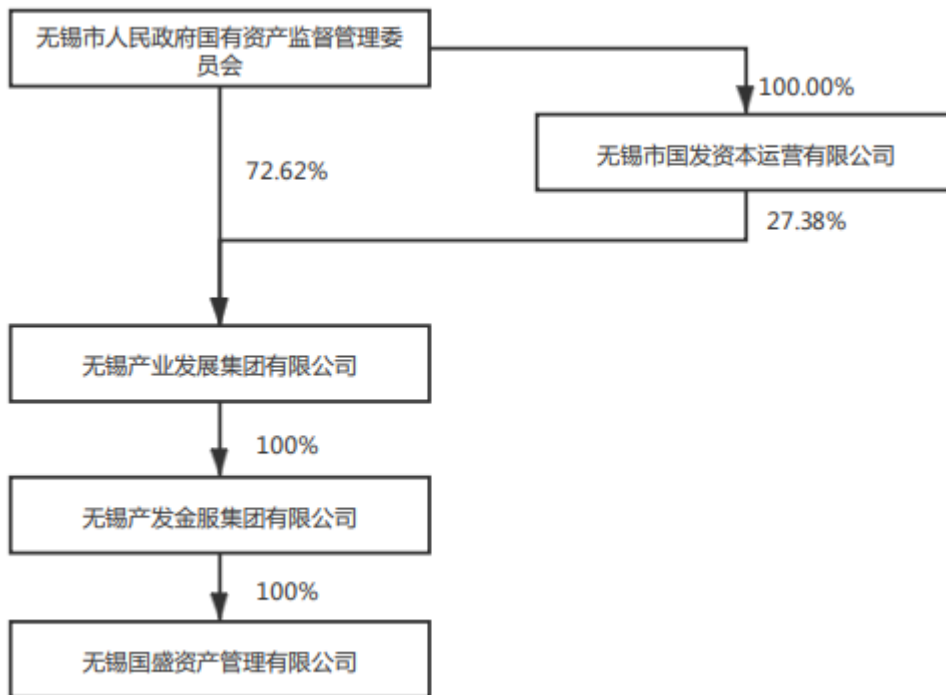 无锡市人民政府国有资产监督管理委
员会
100.00%
无锡市国发资本运营有限公司
72.62%
27.38%
无锡产业发展集团有限公司
100%
无锡产发金服集团有限公司
100%
无锡国盛资产管理有限公司